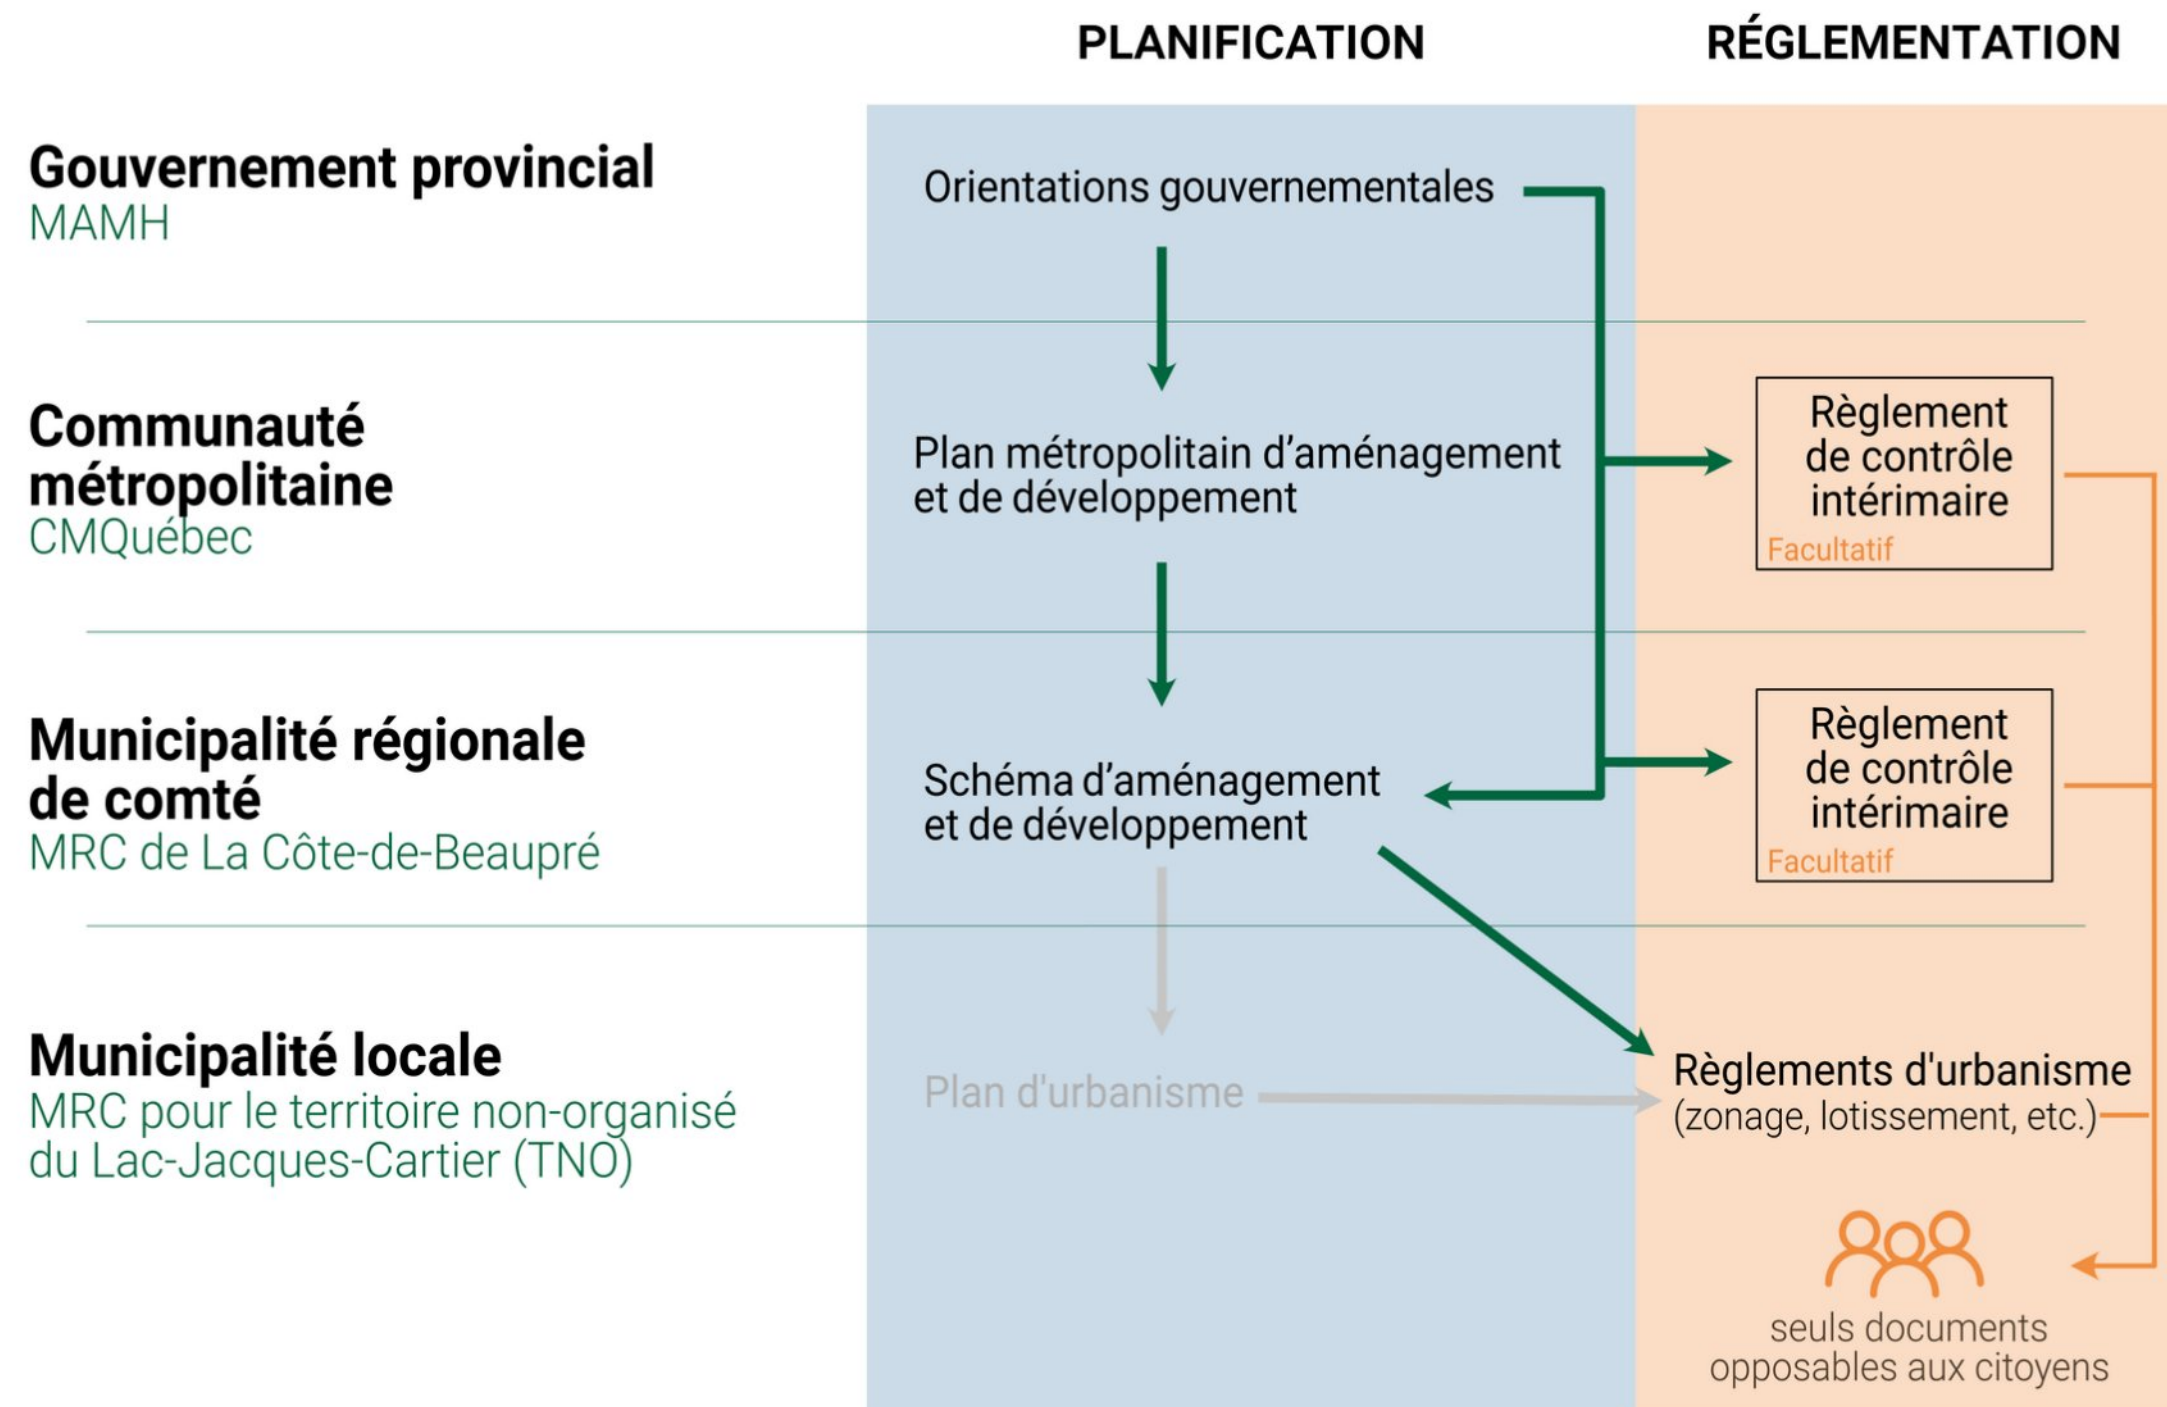 PLANIFICATION
RÉGLEMENTATION
Gouvernement provincial
MAMH
Orientations gouvernementales
Communauté
métropolitaine
CMQuébec
Plan métropolitain d’aménagement
et de développement
Règlement
de contrôle
intérimaire
Facultatif
Municipalité régionale
de comté
MRC de La Côte-de-Beaupré
Schéma d’aménagement
et de développement
Règlement
de contrôle
intérimaire
Facultatif
Municipalité locale
MRC pour le territoire non-organisé
du Lac-Jacques-Cartier (TNO)
Plan d'urbanisme
Règlements d'urbanisme
(zonage, lotissement, etc.)
seuls documents
opposables aux citoyens